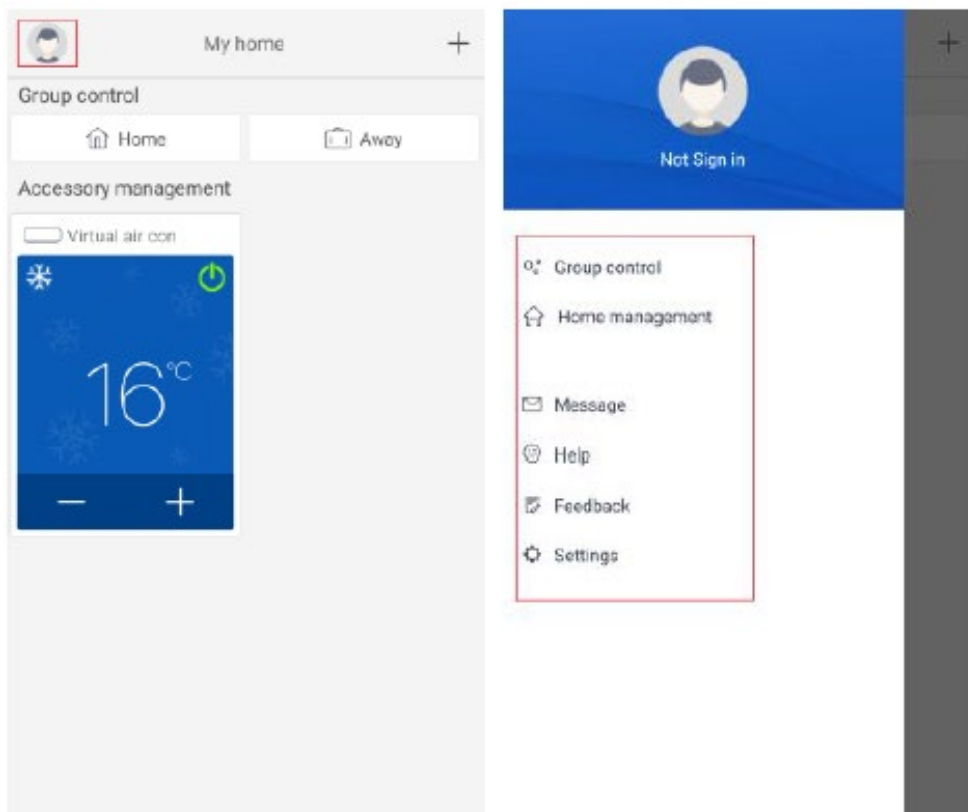 My home
Group control
Home
Away
Accessory management
Virtual air con
16°C
Not Sign in
Group control
Home management
Message
Help
Feedback
Settings